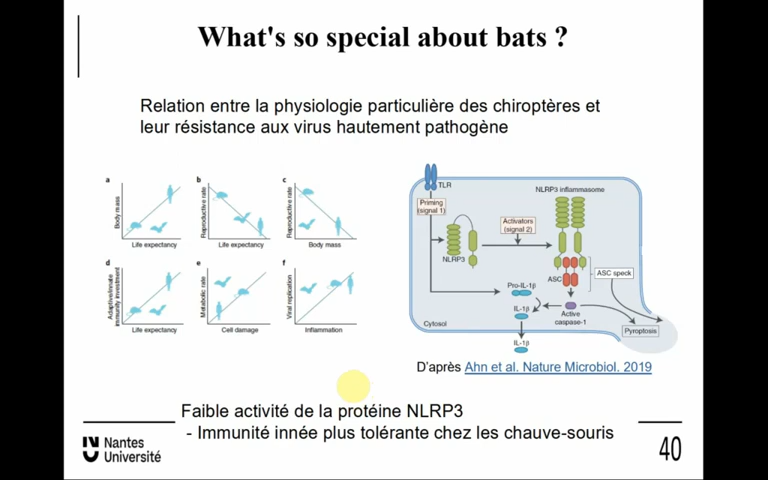 What's so special about bats ?
Relation entre la physiologie particulière des chiroptères et
leur résistance aux virus hautement pathogène
a
Body mass
Life expectancy
b
Reproductive rate
Life expectancy
c
Reproductive rate
Body mass
d
Adaptive/innate
immunity investment
Life expectancy
e
Metabolic rate
Cell damage
f
Viral replication
Inflammation
TLR
Priming
(signal 1)
NLRP3
Activators
(signal 2)
NLRP3 inflammasome
ASC
ASC speck
Pro-IL-1β
IL-1β
Active
caspase-1
Pyroptosis
Cytosol
IL-1β
D'après Ahn et al. Nature Microbiol. 2019
Faible activité de la protéine NLRP3
- Immunité innée plus tolérante chez les chauve-souris
Nantes
Université
40